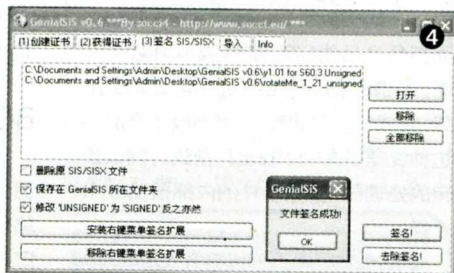 GenialSIS v0.6 ***By soccz4 - http://www.socct.eu/ ***
4
[1]创建证书 [2]获得证书 [3]签名 SIS/SISX 导入 Info
C:\Documents and Settings\Admin\Desktop\GenialSIS v0.6\y1.01 for S60.3 Unsigned
C:\Documents and Settings\Admin\Desktop\GenialSIS v0.6\rotateMe_1_21_unsigned
打开
移除
全部移除
删除原 SIS/SISX 文件
保存在 GenialSIS 所在文件夹
修改 'UNSIGNED' 为 'SIGNED' 反之亦然
GenialSIS
文件签名成功!
OK
安装右键菜单签名扩展
签名!
移除右键菜单签名扩展
去除签名!